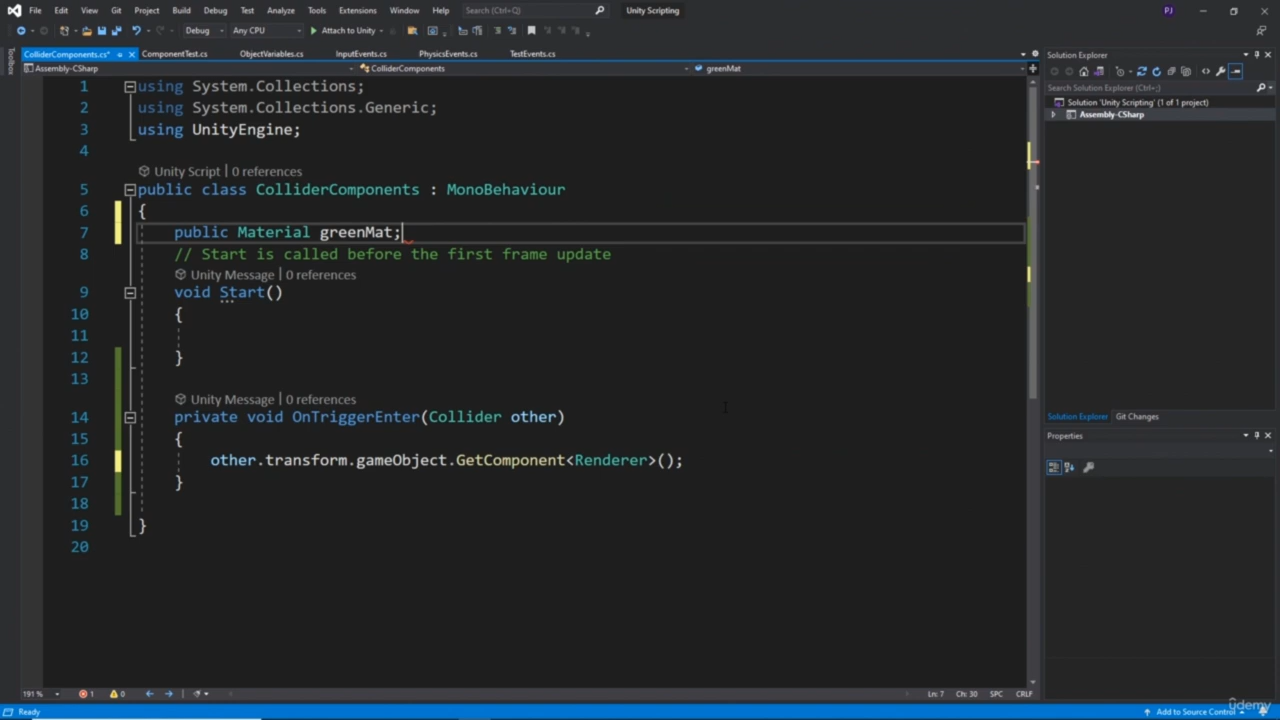 File Edit View Git Project Build Debug Test Analyze Tools Extensions Window Help Search (Ctrl+Q) Unity Scripting PJ
Debug Any CPU Attach to Unity
ColliderComponents.cs* ComponentTest.cs ObjectVariables.cs InputEvents.cs PhysicsEvents.cs TestEvents.cs
Assembly-CSharp ColliderComponents greenMat
Toolbox
1 using System.Collections;
2 using System.Collections.Generic;
3 using UnityEngine;
4
Unity Script | 0 references
5 public class ColliderComponents : MonoBehaviour
6 {
7 public Material greenMat;
8 // Start is called before the first frame update
Unity Message | 0 references
9 void Start()
10 {
11
12 }
13
Unity Message | 0 references
14 private void OnTriggerEnter(Collider other)
15 {
16 other.transform.gameObject.GetComponent<Renderer>();
17 }
18
19 }
20
Solution Explorer
Search Solution Explorer (Ctrl+;)
Solution 'Unity Scripting' (1 of 1 project)
Assembly-CSharp
Solution Explorer Git Changes
Properties
191 % 1 0 Ln: 7 Ch: 30 SPC CRLF
Ready Add to Source Control
ûdemy